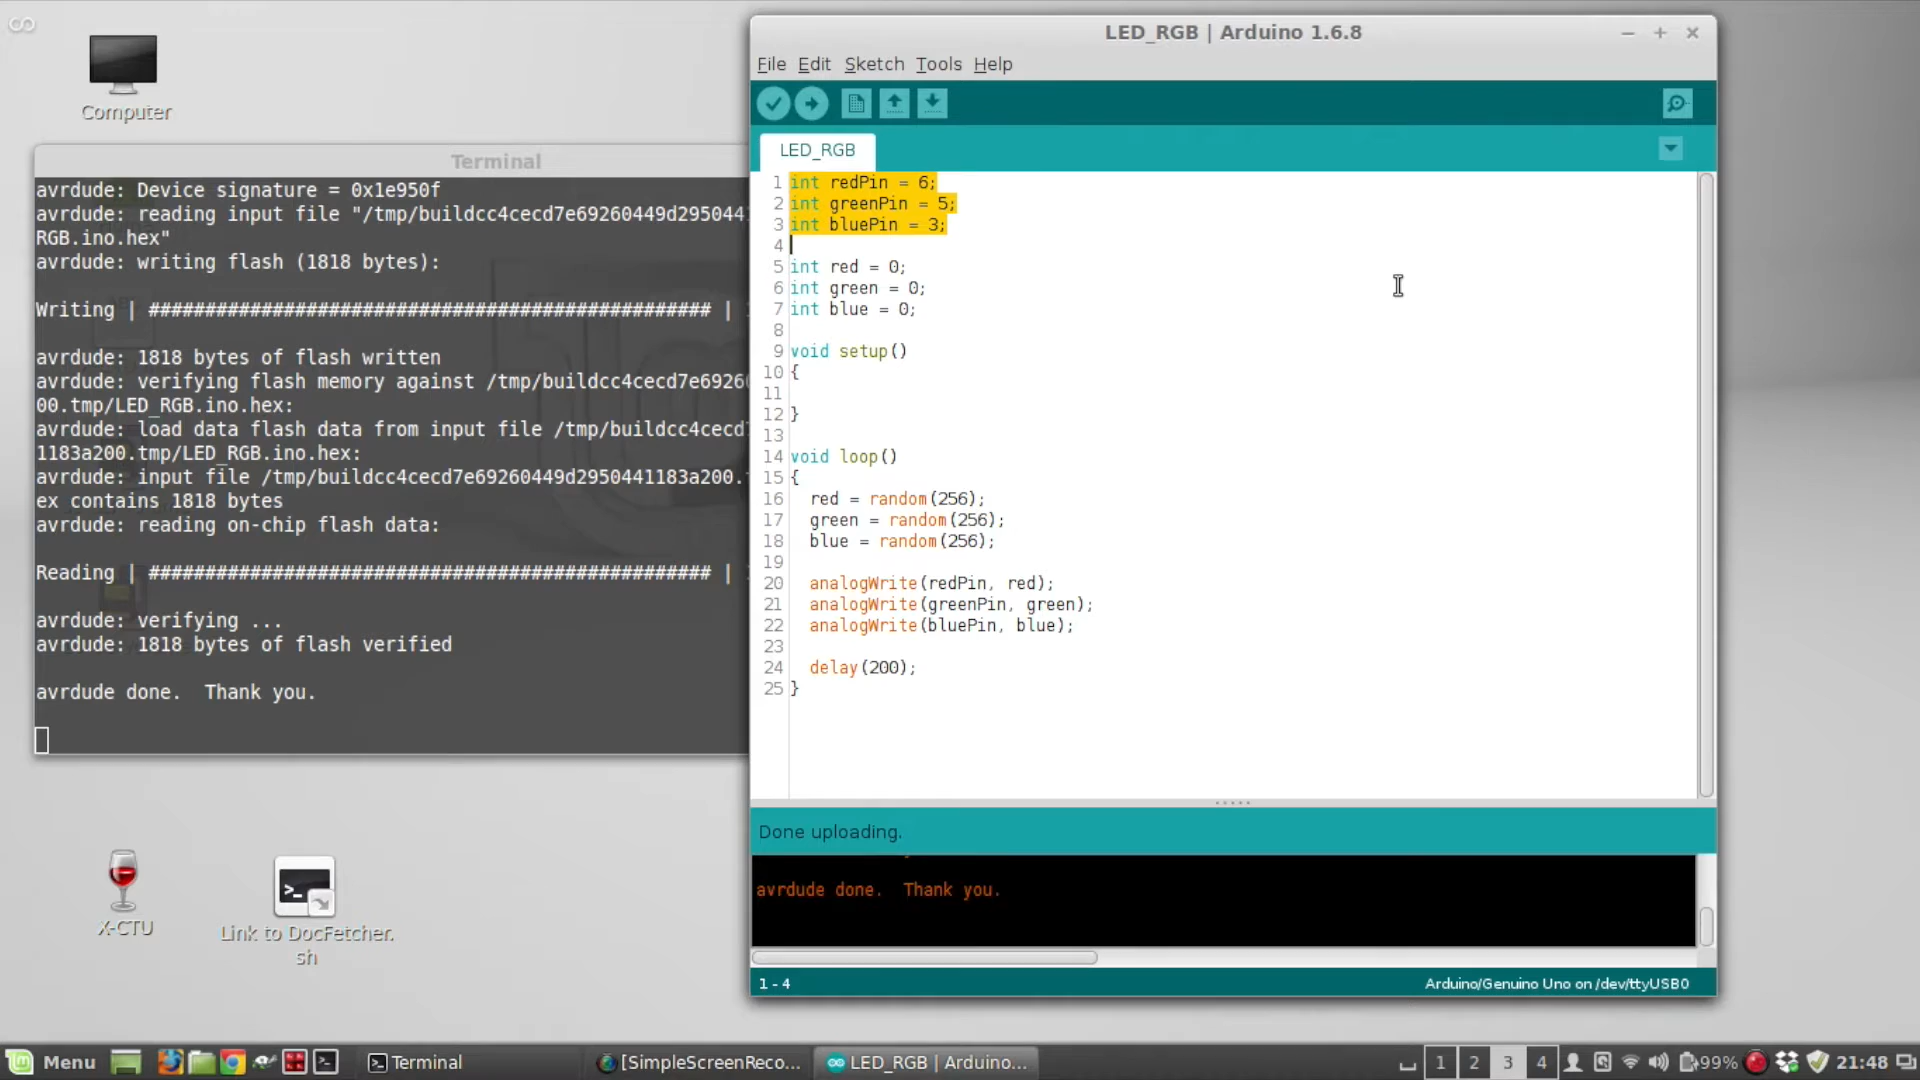 Computer
Terminal
avrdude: Device signature = 0x1e950f
avrdude: reading input file "/tmp/buildcc4cecd7e69260449d295044
RGB.ino.hex"
avrdude: writing flash (1818 bytes):
Writing | ################################################## |
avrdude: 1818 bytes of flash written
avrdude: verifying flash memory against /tmp/buildcc4cecd7e6926
00.tmp/LED_RGB.ino.hex:
avrdude: load data flash data from input file /tmp/buildcc4cecd
1183a200.tmp/LED_RGB.ino.hex:
avrdude: input file /tmp/buildcc4cecd7e69260449d2950441183a200.
ex contains 1818 bytes
avrdude: reading on-chip flash data:
Reading | ################################################## |
avrdude: verifying ...
avrdude: 1818 bytes of flash verified
avrdude done.  Thank you.
X-CTU
Link to DocFetcher.
sh
LED_RGB | Arduino 1.6.8
File Edit Sketch Tools Help
LED_RGB
1 int redPin = 6;
2 int greenPin = 5;
3 int bluePin = 3;
4
5 int red = 0;
6 int green = 0;
7 int blue = 0;
8
9 void setup()
10 {
11
12 }
13
14 void loop()
15 {
16 red = random(256);
17 green = random(256);
18 blue = random(256);
19
20 analogWrite(redPin, red);
21 analogWrite(greenPin, green);
22 analogWrite(bluePin, blue);
23
24 delay(200);
25 }
Done uploading.
avrdude done.  Thank you.
1 - 4 Arduino/Genuino Uno on /dev/ttyUSB0
Menu Terminal [SimpleScreenReco... LED_RGB | Arduino... 1 2 3 4 99% 21:48